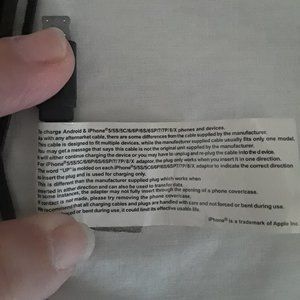 To charge Android & iPhone® 5/5S/5C/6/6P/6S/6SP/7/7P/8/X phones and devices.
As with any aftermarket cable, there are some differences from the cable supplied by the manufacturer.
This cable is designed to fit multiple devices, while the manufacturer supplied cable usually fits only one model.
You may get a message that says this cable is not the original unit supplied by the manufacturer.
It will either continue charging the device or you may have to unplug and re-plug the cable into the device.
For iPhone® 5/5S/5C/6/6P/6S/6SP/7/7P/8/X adaptor, the plug only works when you insert it in one direction.
The word "UP" is molded on each iPhone® 5/5S/5C/6/6P/6S/6SP/7/7P/8/X adaptor to indicate the correct direction
to insert the plug and is used for charging only.
This is different than the manufacturer supplied plug which works when
inserted in either direction and can also be used to transfer data.
In some instance, the adapter may not fully insert through the opening of a phone cover/case.
If contact is not made, please try removing the phone cover/case.
We recommend that all charging cables and plugs are handled with care and not forced or bent during use.
If forced or bent during use, it could limit its effective usable life.
iPhone® is a trademark of Apple Inc